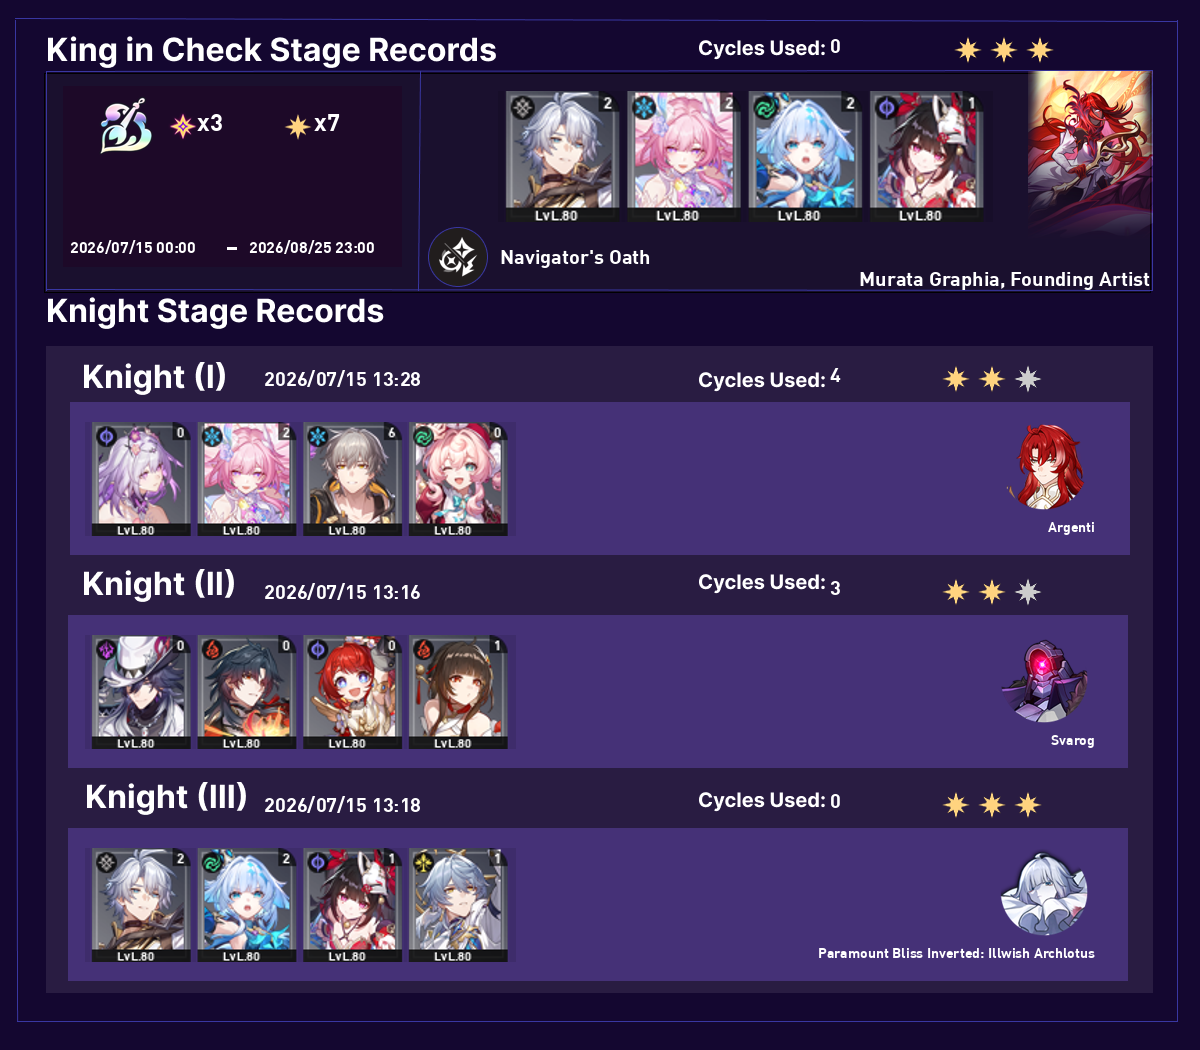 King in Check Stage Records
Cycles Used: 0
x3
x7
2 2 2 1
LvL.80 LvL.80 LvL.80 LvL.80
2026/07/15 00:00 – 2026/08/25 23:00
Navigator's Oath
Murata Graphia, Founding Artist
Knight Stage Records
Knight (I) 2026/07/15 13:28 Cycles Used: 4
0 2 6 0
LvL.80 LvL.80 LvL.80 LvL.80
Argenti
Knight (II) 2026/07/15 13:16 Cycles Used: 3
0 0 0 1
LvL.80 LvL.80 LvL.80 LvL.80
Svarog
Knight (III) 2026/07/15 13:18 Cycles Used: 0
2 2 1 1
LvL.80 LvL.80 LvL.80 LvL.80
Paramount Bliss Inverted: Illwish Archlotus